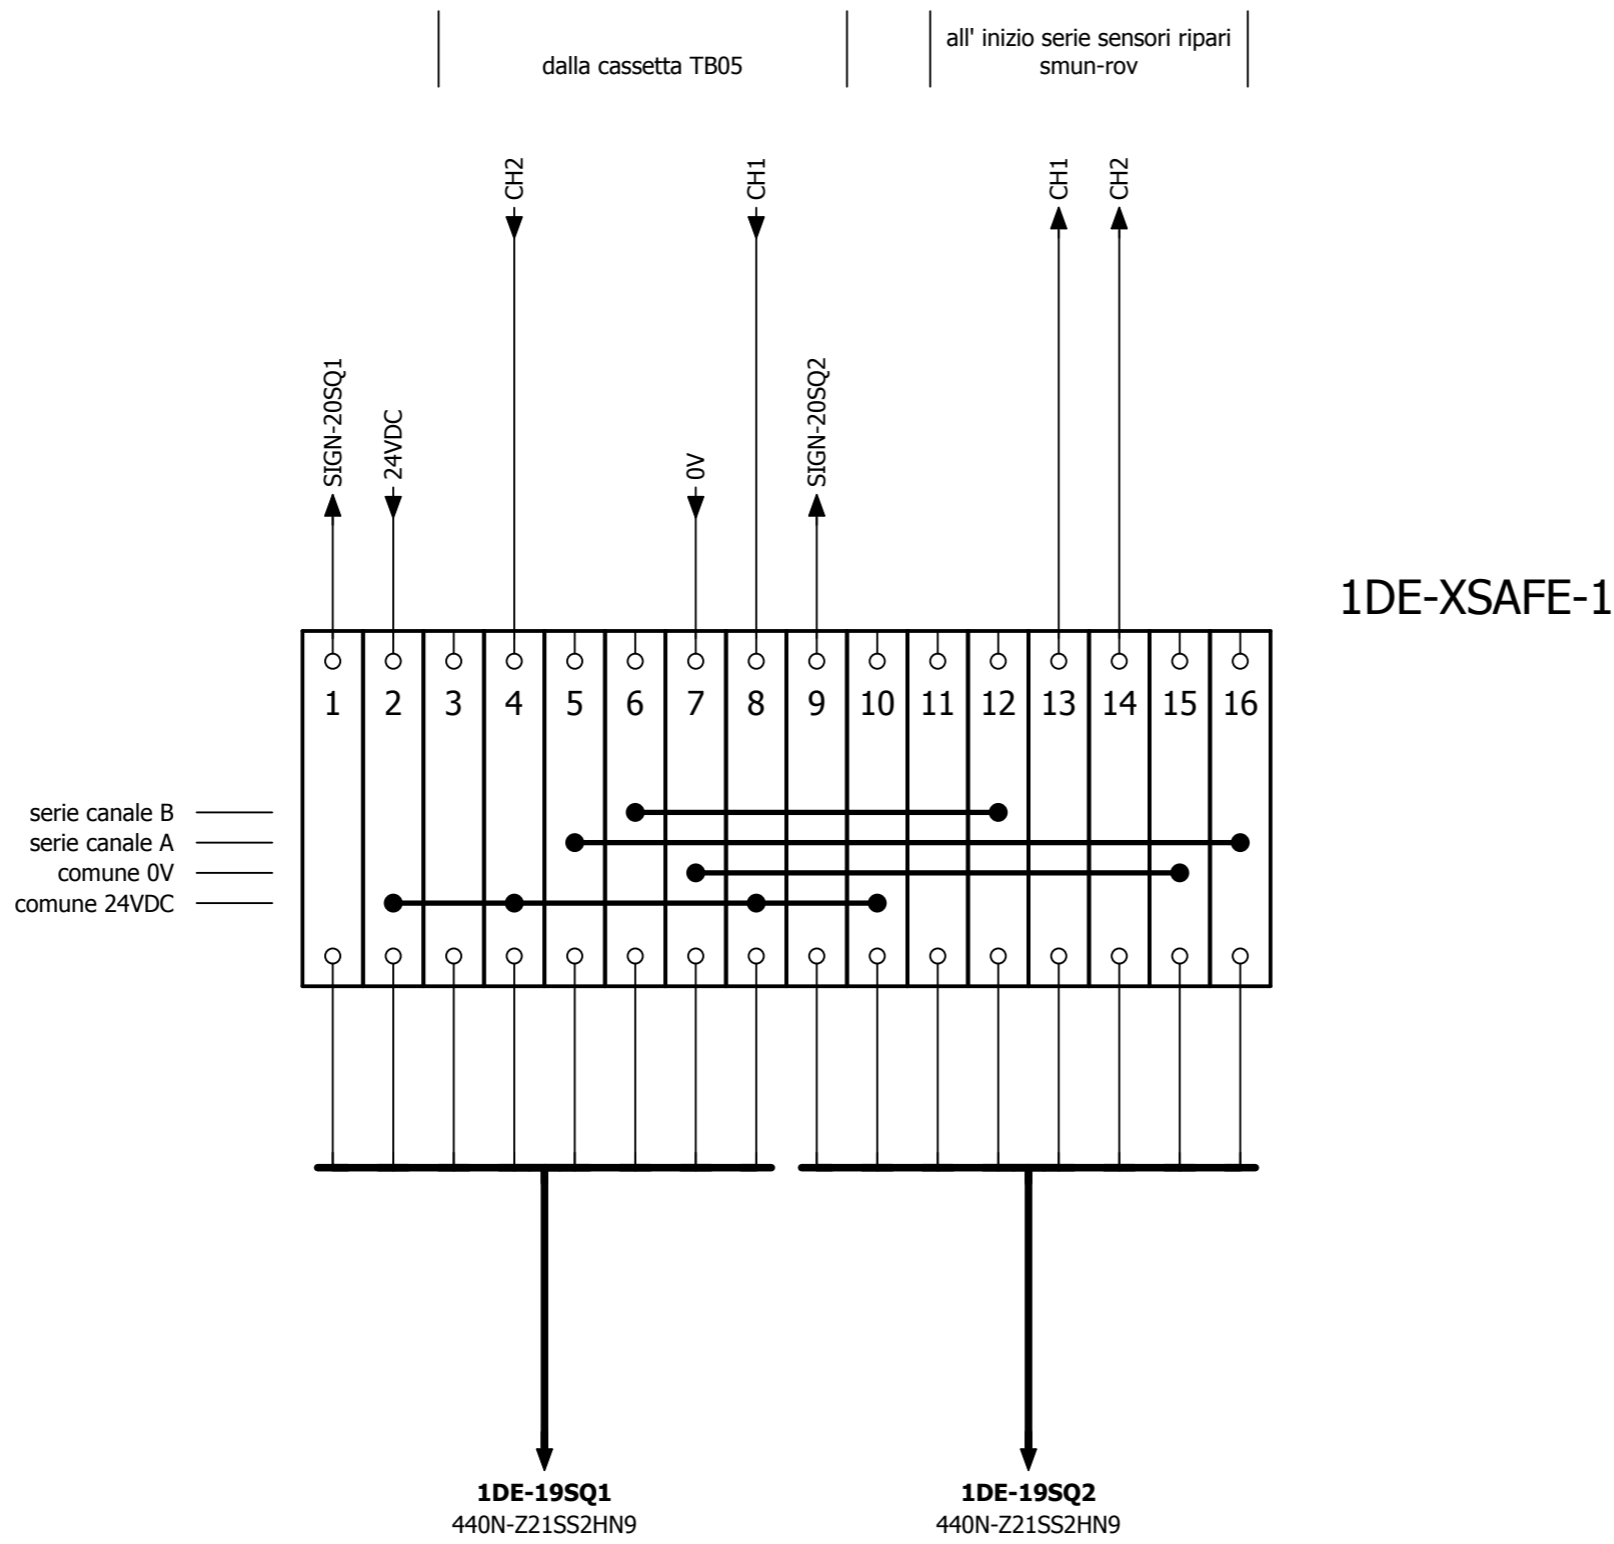 dalla cassetta TB05
all' inizio serie sensori ripari
smun-rov
CH2
CH1
CH1
CH2
SIGN-20SQ1
24VDC
0V
SIGN-20SQ2
1DE-XSAFE-1
1 2 3 4 5 6 7 8 9 10 11 12 13 14 15 16
serie canale B
serie canale A
comune 0V
comune 24VDC
1DE-19SQ1
440N-Z21SS2HN9
1DE-19SQ2
440N-Z21SS2HN9